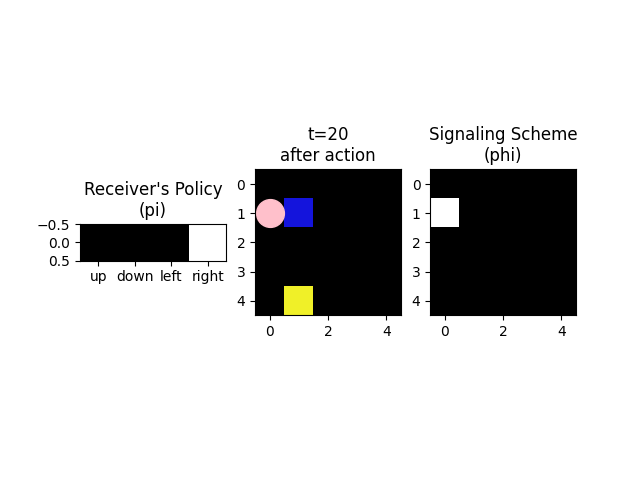 Receiver's Policy
(pi)
−0.5
0.0
0.5
up down left right
t=20
after action
0
1
2
3
4
0 2 4
Signaling Scheme
(phi)
0
1
2
3
4
0 2 4